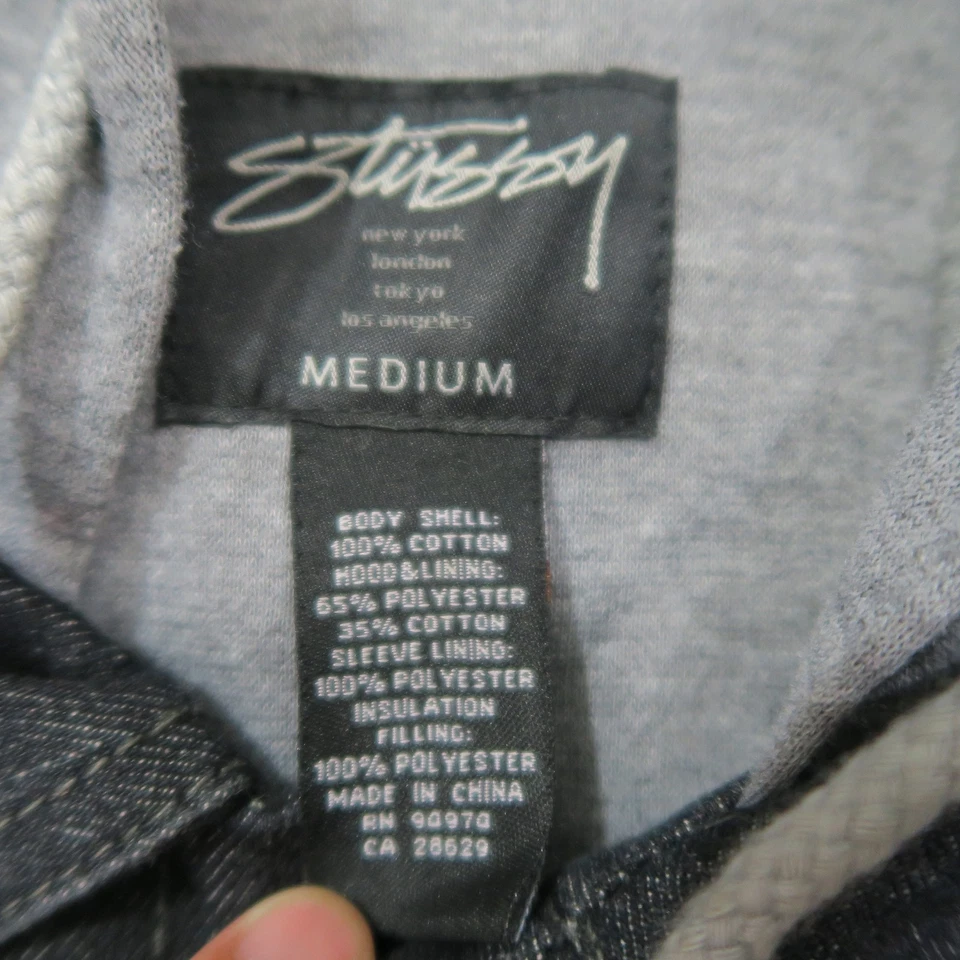 Stüssy
new york
london
tokyo
los angeles
MEDIUM
BODY SHELL:
100% COTTON
HOOD&LINING:
65% POLYESTER
35% COTTON
SLEEVE LINING:
100% POLYESTER
INSULATION
FILLING:
100% POLYESTER
MADE IN CHINA
RN 90970
CA 28629